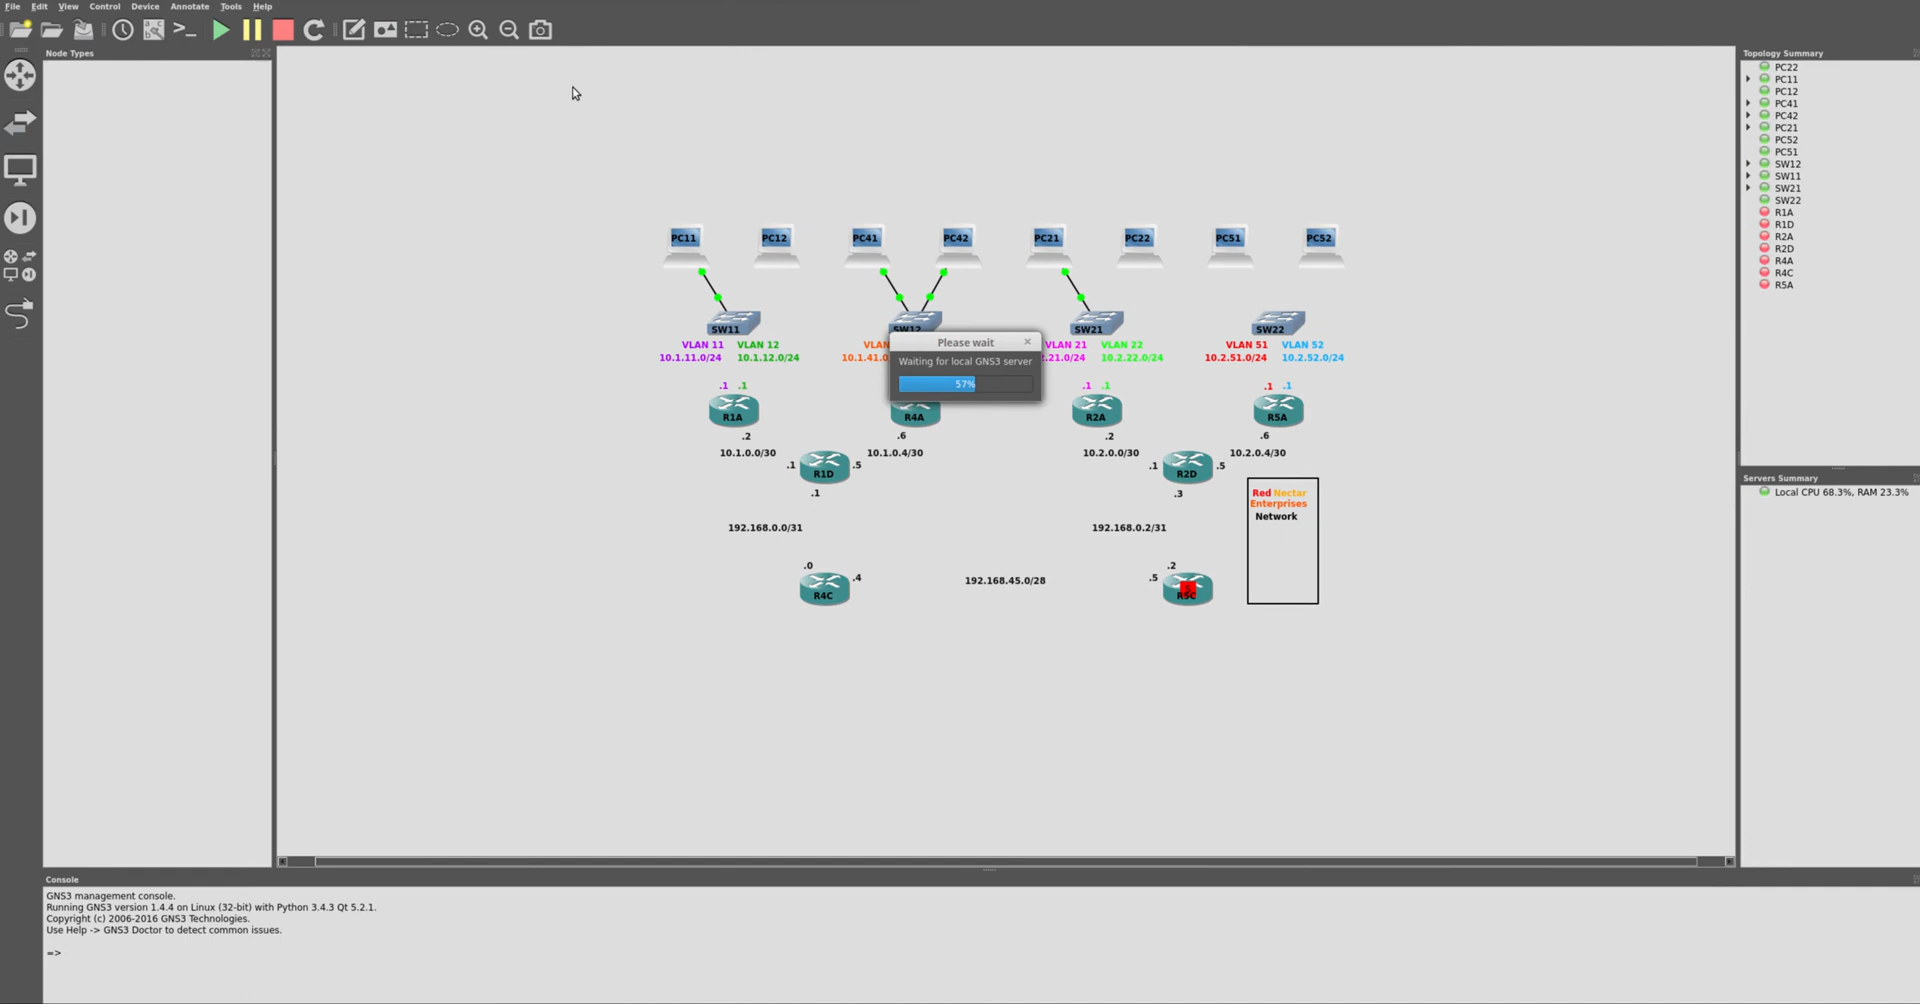 File Edit View Control Device Annotate Tools Help
Node Types
Topology Summary
PC22
PC11
PC12
PC41
PC42
PC21
PC52
PC51
SW12
SW11
SW21
SW22
R1A
R1D
R2A
R2D
R4A
R4C
R5A
Servers Summary
Local CPU 68.3%, RAM 23.3%
PC11 PC12 PC41 PC42 PC21 PC22 PC51 PC52
SW11 SW12 SW21 SW22
VLAN 11 VLAN 12 VLAN VLAN 21 VLAN 22 VLAN 51 VLAN 52
10.1.11.0/24 10.1.12.0/24 10.1.41.0 .21.0/24 10.2.22.0/24 10.2.51.0/24 10.2.52.0/24
Please wait
Waiting for local GNS3 server
57%
.1 .1 .1 .1 .1 .1
R1A R4A R2A R5A
.2 .6 .2 .6
10.1.0.0/30 10.1.0.4/30 10.2.0.0/30 10.2.0.4/30
.1 R1D .5 .1 R2D .5
.1 .3
Red Nectar
Enterprises
Network
192.168.0.0/31 192.168.0.2/31
.0 .2
.4 192.168.45.0/28 .5
R4C R5C
Console
GNS3 management console.
Running GNS3 version 1.4.4 on Linux (32-bit) with Python 3.4.3 Qt 5.2.1.
Copyright (c) 2006-2016 GNS3 Technologies.
Use Help -> GNS3 Doctor to detect common issues.
=>